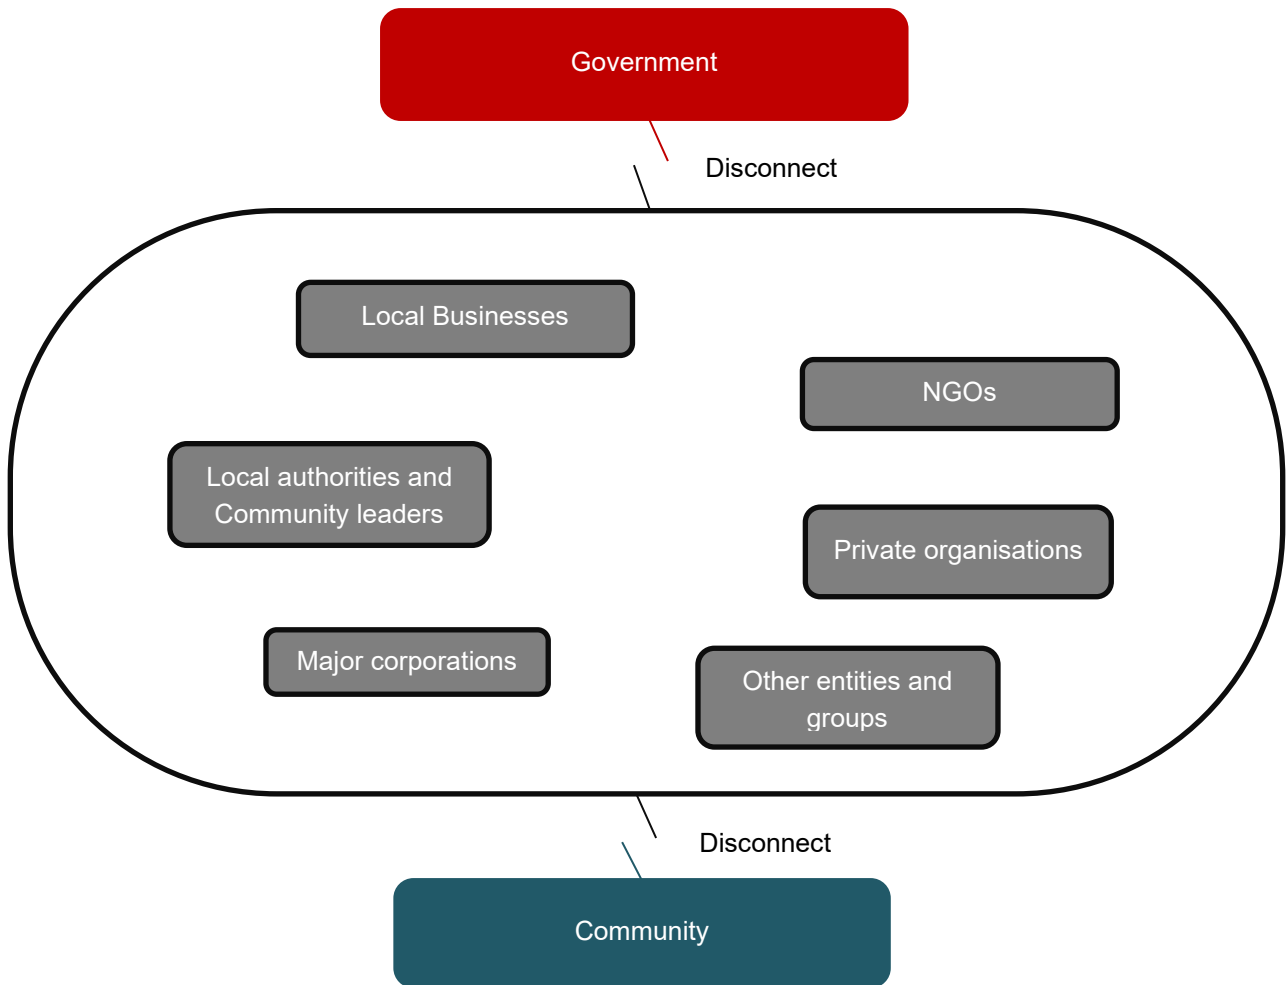 Government
Disconnect
Local Businesses
NGOs
Local authorities and
Community leaders
Private organisations
Major corporations
Other entities and
groups
Disconnect
Community